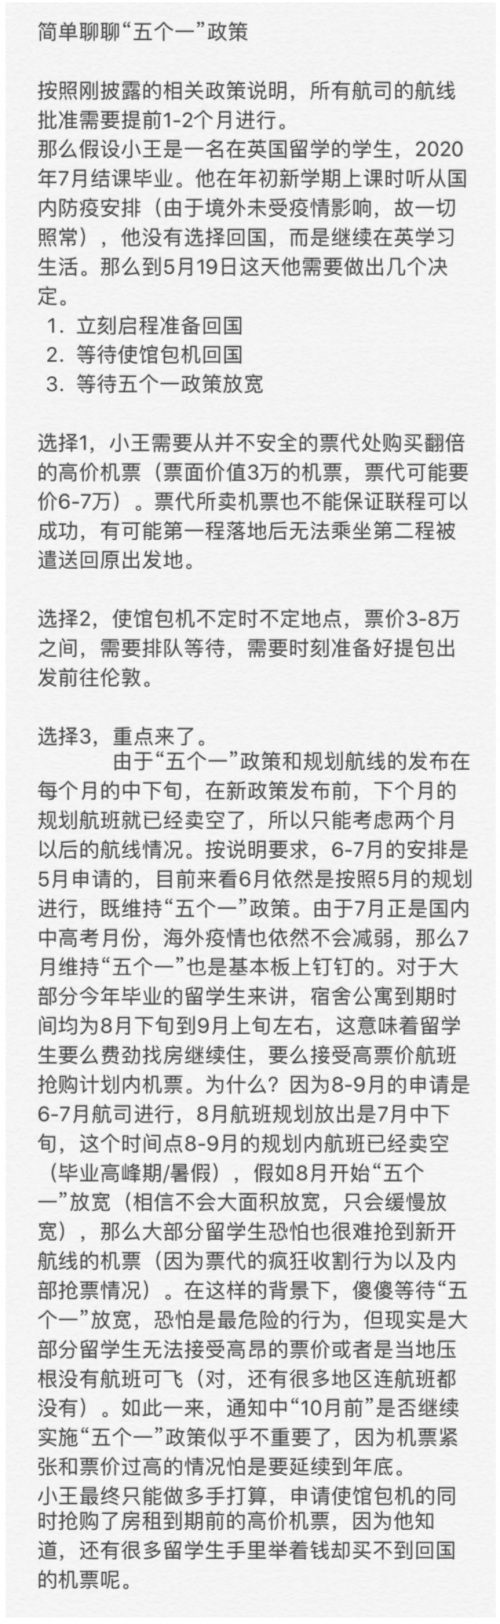 简单聊聊“五个一”政策
按照刚披露的相关政策说明，所有航司的航线
批准需要提前1-2个月进行。
那么假设小王是一名在英国留学的学生，2020
年7月结课毕业。他在年初新学期上课时听从国
内防疫安排（由于境外未受疫情影响，故一切
照常），他没有选择回国，而是继续在英学习
生活。那么到5月19日这天他需要做出几个决
定。
1. 立刻启程准备回国
2. 等待使馆包机回国
3. 等待五个一政策放宽
选择1，小王需要从并不安全的票代处购买翻倍
的高价机票（票面价值3万的机票，票代可能要
价6-7万）。票代所卖机票也不能保证联程可以
成功，有可能第一程落地后无法乘坐第二程被
遣送回原出发地。
选择2，使馆包机不定时不定地点，票价3-8万
之间，需要排队等待，需要时刻准备好提包出
发前往伦敦。
选择3，重点来了。
由于“五个一”政策和规划航线的发布在
每个月的中下旬，在新政策发布前，下个月的
规划航班就已经卖空了，所以只能考虑两个月
以后的航线情况。按说明要求，6-7月的安排是
5月申请的，目前来看6月依然是按照5月的规划
进行，既维持“五个一”政策。由于7月正是国内
中高考月份，海外疫情也依然不会减弱，那么7
月维持“五个一”也是基本板上钉钉的。对于大
部分今年毕业的留学生来讲，宿舍公寓到期时
间均为8月下旬到9月上旬左右，这意味着留学
生要么费劲找房继续住，要么接受高票价航班
抢购计划内机票。为什么？因为8-9月的申请是
6-7月航司进行，8月航班规划放出是7月中下
旬，这个时间点8-9月的规划内航班已经卖空
（毕业高峰期/暑假），假如8月开始“五个
一”放宽（相信不会大面积放宽，只会缓慢放
宽），那么大部分留学生恐怕也很难抢到新开
航线的机票（因为票代的疯狂收割行为以及内
部抢票情况）。在这样的背景下，傻傻等待“五
个一”放宽，恐怕是最危险的行为，但现实是大
部分留学生无法接受高昂的票价或者是当地压
根没有航班可飞（对，还有很多地区连航班都
没有）。如此一来，通知中“10月前”是否继续
实施“五个一”政策似乎不重要了，因为机票紧
张和票价过高的情况怕是要延续到年底。
小王最终只能做多手打算，申请使馆包机的同
时抢购了房租到期前的高价机票，因为他知
道，还有很多留学生手里举着钱却买不到回国
的机票呢。